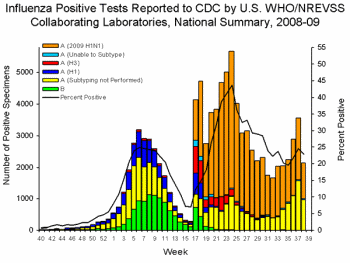 Influenza Positive Tests Reported to CDC by U.S. WHO/NREVSS
Collaborating Laboratories, National Summary, 2008-09
A (2009 H1N1)
A (Unable to Subtype)
A (H3)
A (H1)
A (Subtyping not Performed)
B
Percent Positive
Number of Positive Specimens
5000
4000
3000
2000
1000
0
55
50
45
40
35
30
25
20
15
10
5
0
Percent Positive
40 42 44 46 48 50 52 1 3 5 7 9 11 13 15 17 19 21 23 25 27 29 31 33 35 37 39
Week